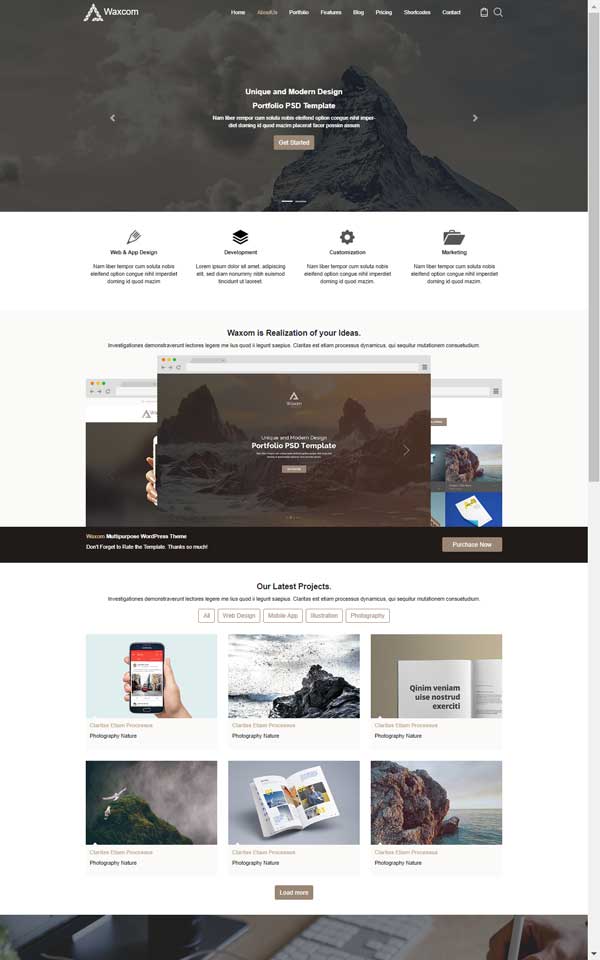 Waxcom
Home AboutUs Portfolio Features Blog Pricing Shortcodes Contact
Unique and Modern Design
Portfolio PSD Template
Nam liber tempor cum soluta nobis eleifend option congue nihil imper-
diet doming id quod mazim placerat facer possim assum
Get Started
Web & App Design
Nam liber tempor cum soluta nobis
eleifend option congue nihil imperdiet
doming id quod mazim
Development
Lorem ipsum dolor sit amet, adipiscing
elit, sed diam nonummy nibh euismod
tincidunt ut laoreet.
Customization
Nam liber tempor cum soluta nobis
eleifend option congue nihil imperdiet
doming id quod mazim.
Marketing
Nam liber tempor cum soluta nobis
eleifend option congue nihil imperdiet
doming id quod mazim.
Waxom is Realization of your Ideas.
Investigationes demonstraverunt lectores legere me lius quod ii legunt saepius. Claritas est etiam processus dynamicus, qui sequitur mutationem consuetudium.
Waxom
Unique and Modern Design
Portfolio PSD Template
Waxom Multipurpose WordPress Theme
Don't Forget to Rate the Template. Thanks so much!
Purchase Now
Our Latest Projects.
Investigationes demonstraverunt lectores legere me lius quod ii legunt saepius. Claritas est etiam processus dynamicus, qui sequitur mutationem consuetudium.
All Web Design Mobile App Illustration Photography
Qinim veniam
uise nostrud
exerciti
Claritas Etiam Processus
Photography Nature
Claritas Etiam Processus
Photography Nature
Claritas Etiam Processus
Photography Nature
Claritas Etiam Processus
Photography Nature
Claritas Etiam Processus
Photography Nature
Claritas Etiam Processus
Photography Nature
Load more